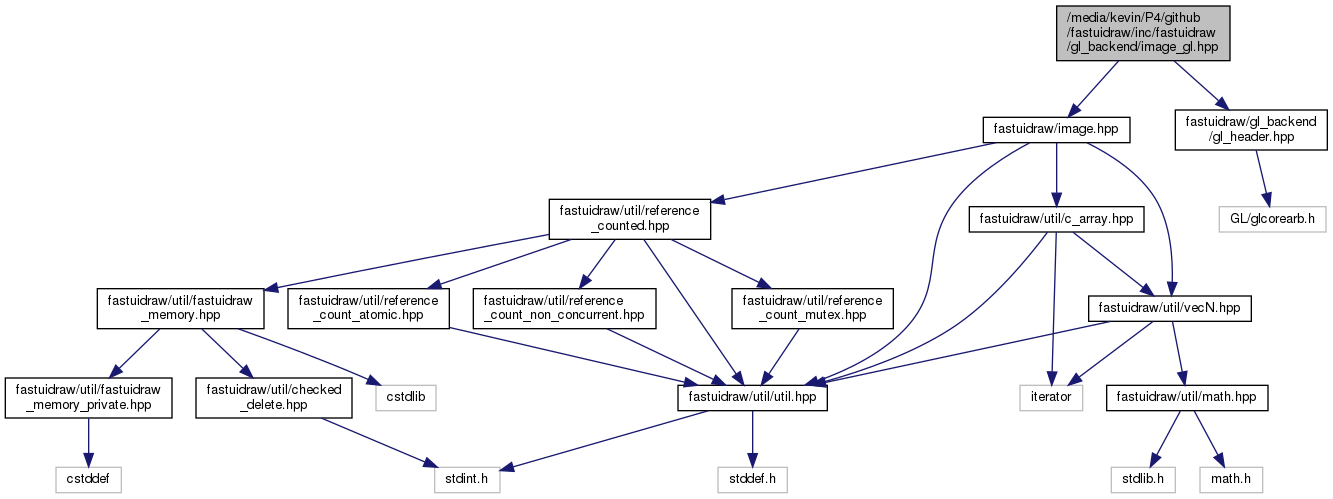 /media/kevin/P4/github
/fastuidraw/inc/fastuidraw
/gl_backend/image_gl.hpp
fastuidraw/image.hpp
fastuidraw/gl_backend
/gl_header.hpp
fastuidraw/util/reference
_counted.hpp
fastuidraw/util/c_array.hpp
GL/glcorearb.h
fastuidraw/util/fastuidraw
_memory.hpp
fastuidraw/util/reference
_count_atomic.hpp
fastuidraw/util/reference
_count_non_concurrent.hpp
fastuidraw/util/reference
_count_mutex.hpp
fastuidraw/util/vecN.hpp
fastuidraw/util/fastuidraw
_memory_private.hpp
fastuidraw/util/checked
_delete.hpp
cstdlib
fastuidraw/util/util.hpp
iterator
fastuidraw/util/math.hpp
cstddef
stdint.h
stddef.h
stdlib.h
math.h